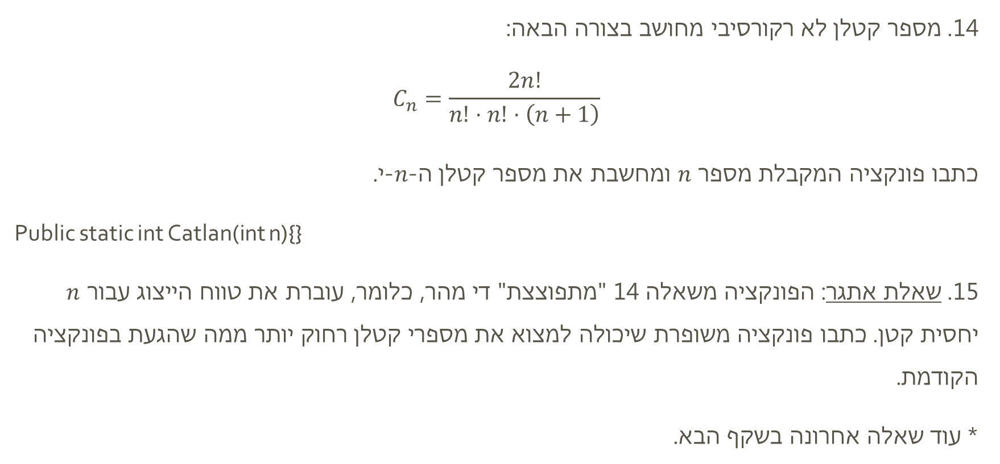 14. מספר קטלן לא רקורסיבי מחושב בצורה הבאה:
C_n = 2n! / (n! · n! · (n + 1))
כתבו פונקציה המקבלת מספר n ומחשבת את מספר קטלן ה-n-י.
Public static int Catlan(int n){}
15. שאלת אתגר: הפונקציה משאלה 14 "מתפוצצת" די מהר, כלומר, עוברת את טווח הייצוג עבור n
יחסית קטן. כתבו פונקציה משופרת שיכולה למצוא את מספרי קטלן רחוק יותר ממה שהגעת בפונקציה
הקודמת.
* עוד שאלה אחרונה בשקף הבא.